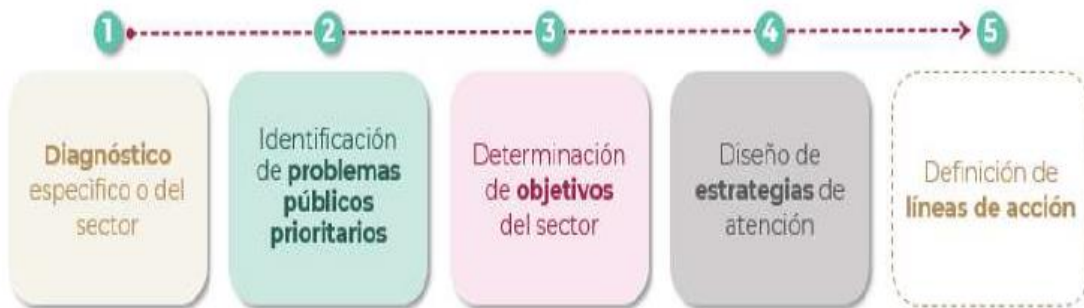 1
2
3
4
5
Diagnóstico
especifico o del
sector
Identificación
de problemas
públicos
prioritarios
Determinación
de objetivos
del sector
Diseño de
estrategias de
atención
Definición de
líneas de acción